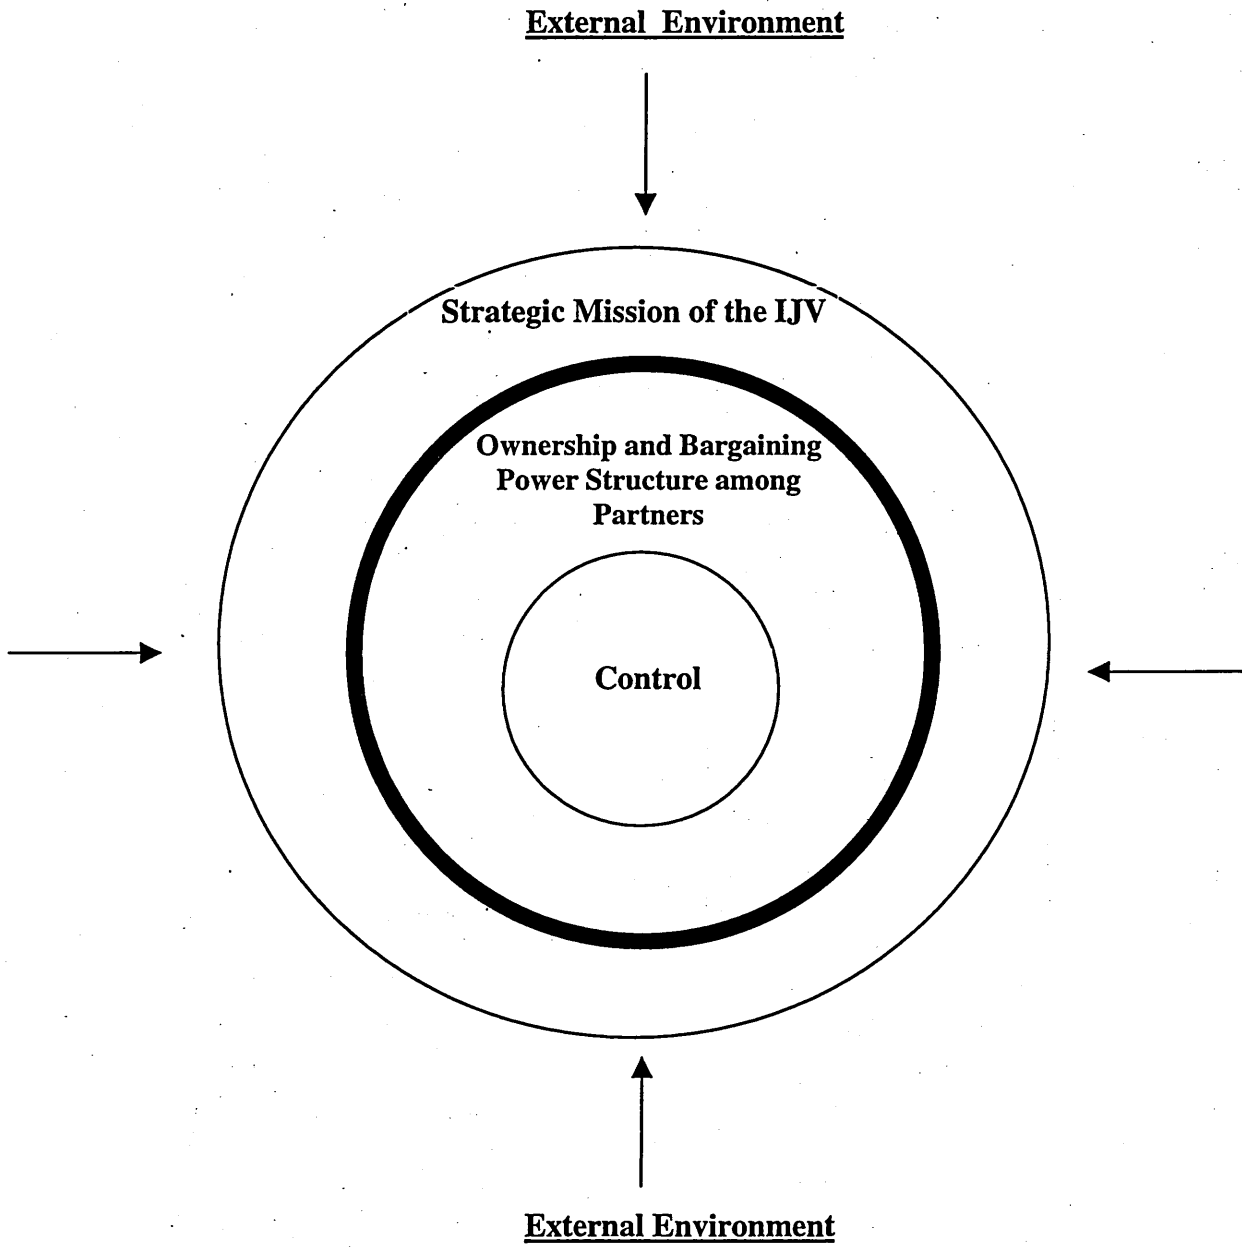 External Environment
Strategic Mission of the IJV
Ownership and Bargaining
Power Structure among
Partners
Control
External Environment